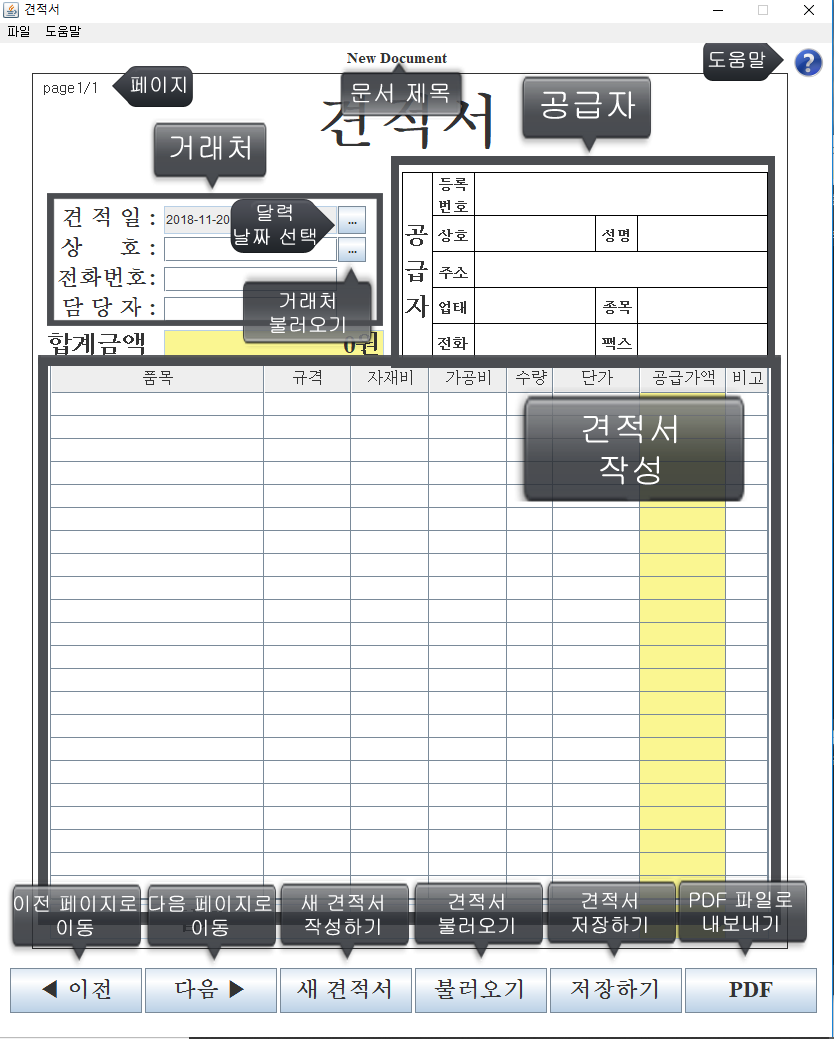 견적서
파일 도움말
New Document
도움말
?
page1/1
페이지
문서 제목
견적서
공급자
거래처
견 적 일 : 2018-11-20 ...
달력
날짜 선택
상 호 : ...
전화번호:
담 당 자 :
거래처
불러오기
합계금액 0원
공급자
등록
번호
상호 성명
주소
업태 종목
전화 팩스
품목 규격 자재비 가공비 수량 단가 공급가액 비고
견적서
작성
이전 페이지로
이동
다음 페이지로
이동
새 견적서
작성하기
견적서
불러오기
견적서
저장하기
PDF 파일로
내보내기
◀ 이전
다음 ▶
새 견적서
불러오기
저장하기
PDF